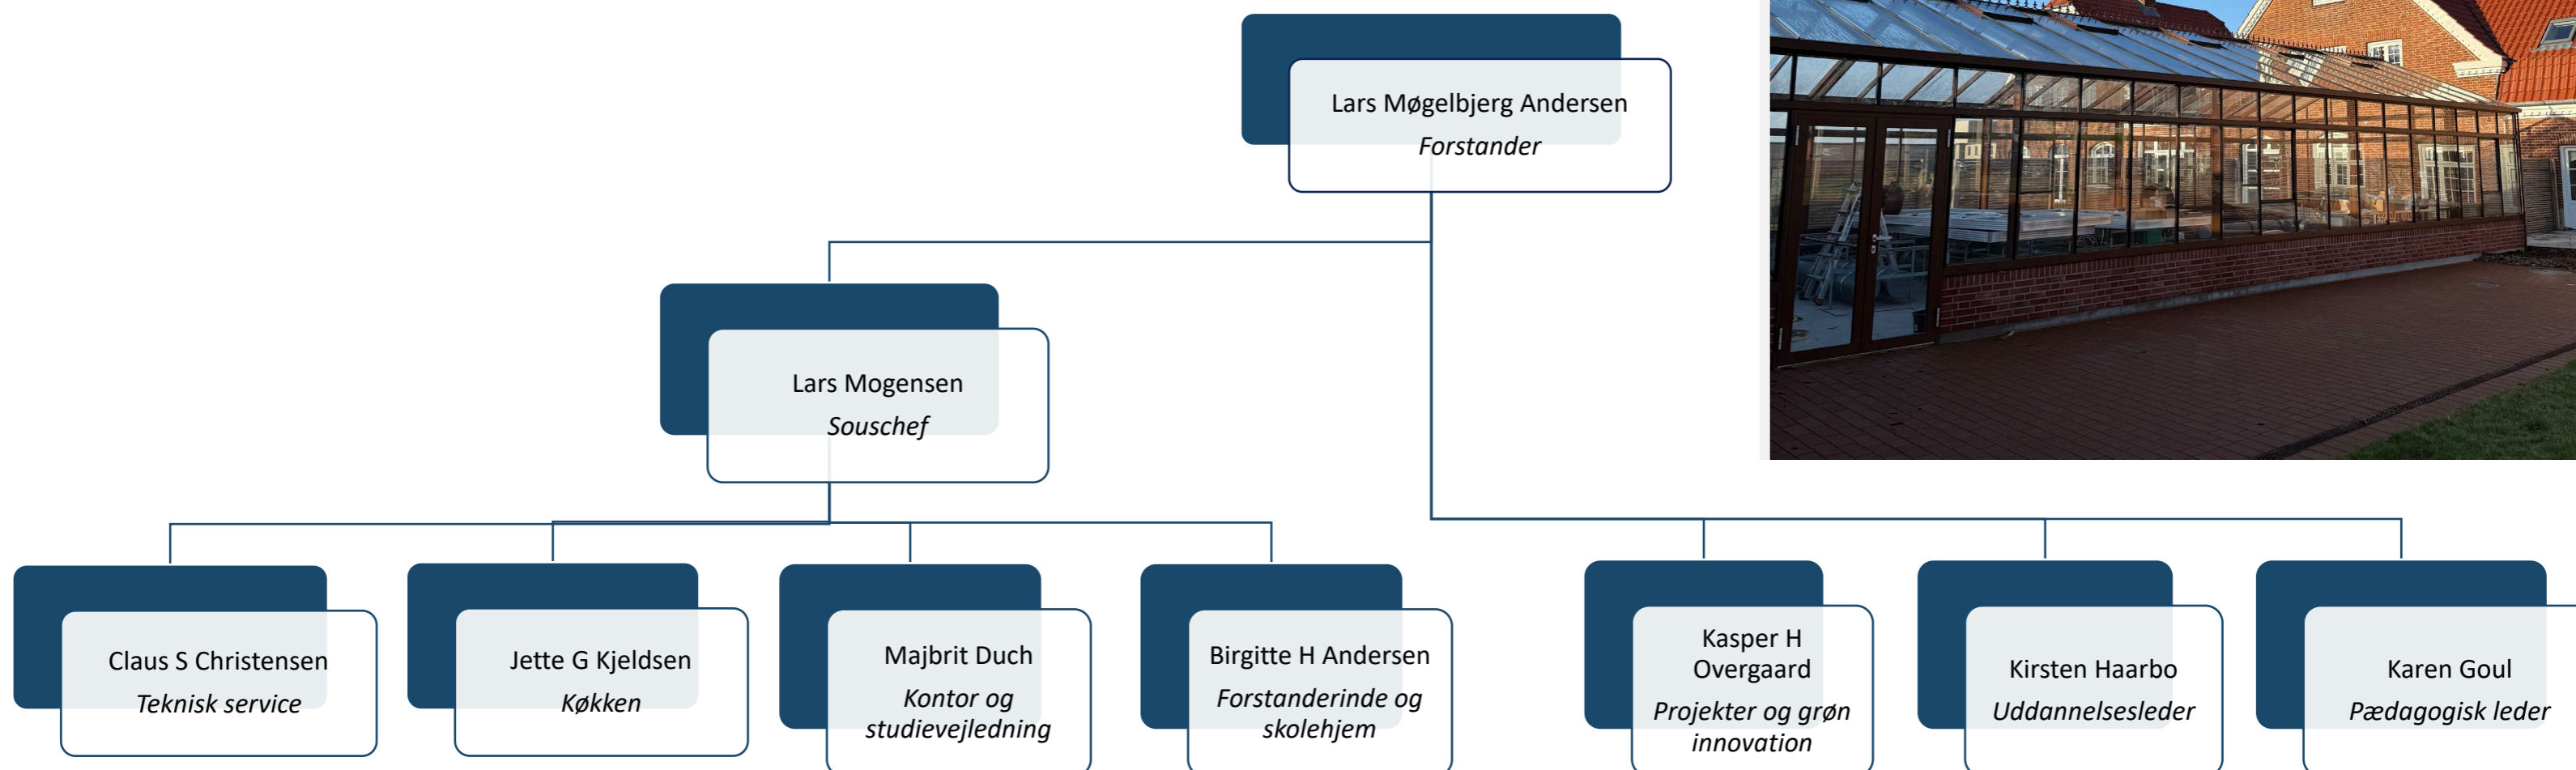 Lars Møgelbjerg Andersen
Forstander
Lars Mogensen
Souschef
Claus S Christensen
Teknisk service
Jette G Kjeldsen
Køkken
Majbrit Duch
Kontor og
studievejledning
Birgitte H Andersen
Forstanderinde og
skolehjem
Kasper H
Overgaard
Projekter og grøn
innovation
Kirsten Haarbo
Uddannelsesleder
Karen Goul
Pædagogisk leder